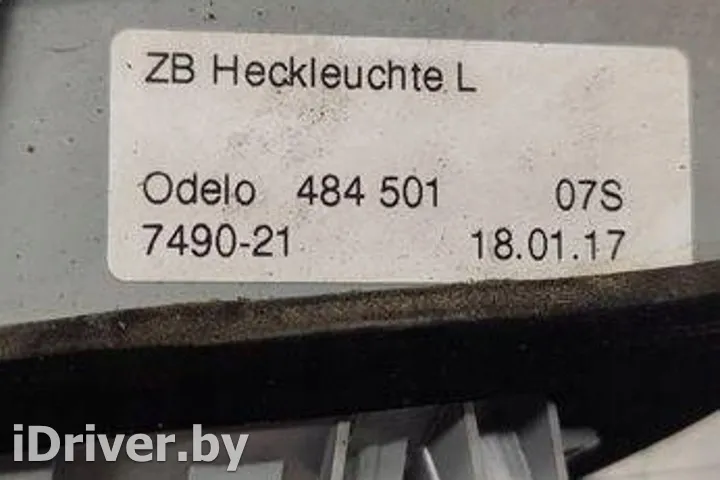 ZB Heckleuchte L
Odelo 484 501 07S
7490-21 18.01.17
iDriver.by